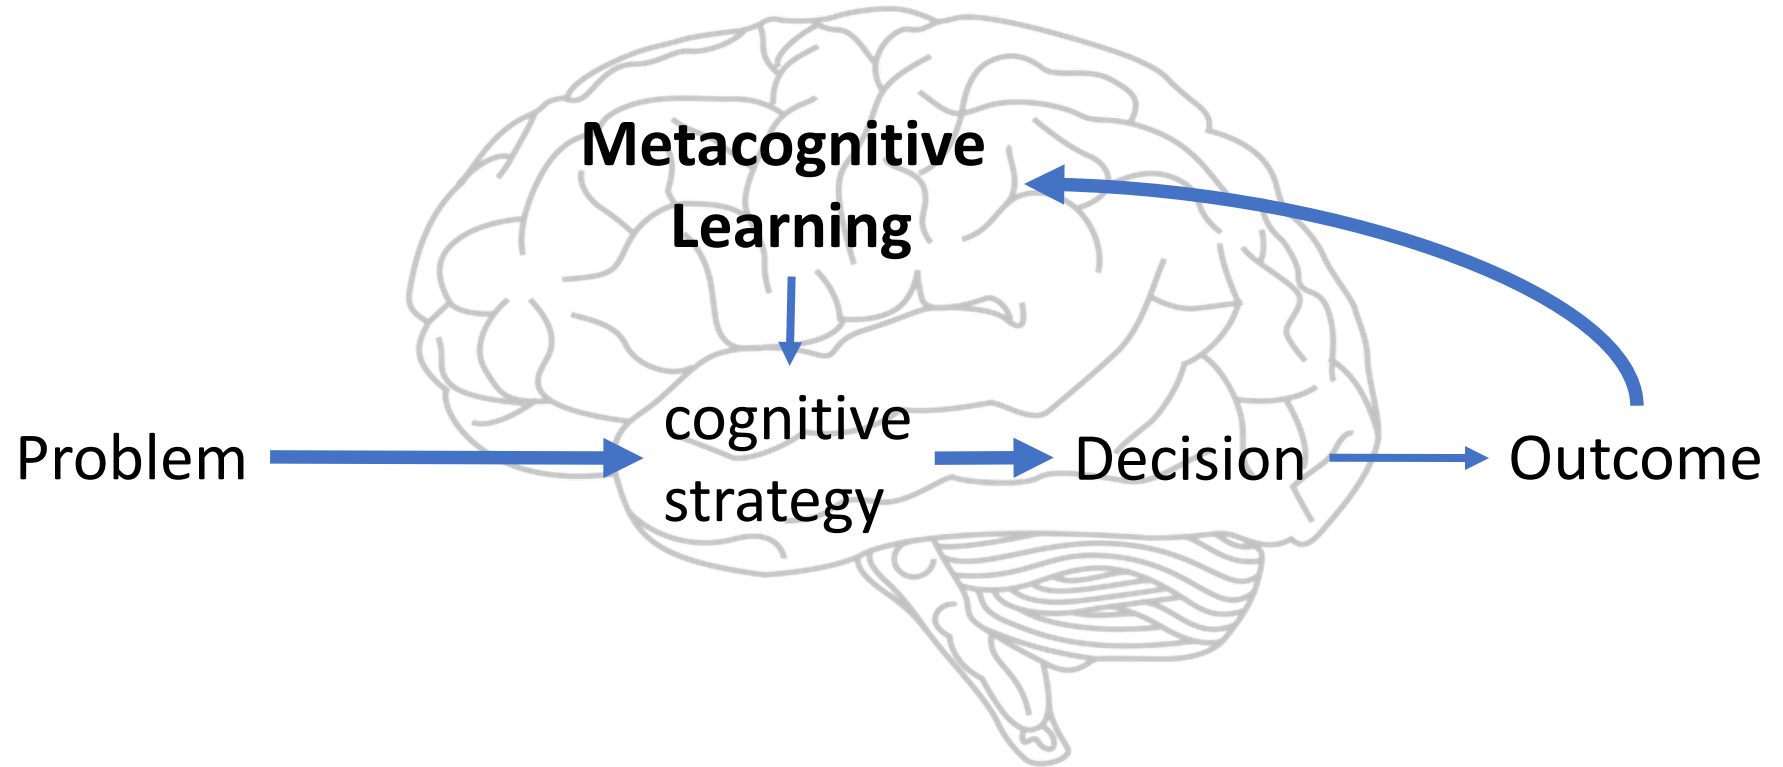 Metacognitive
Learning
Problem
cognitive
strategy
Decision
Outcome